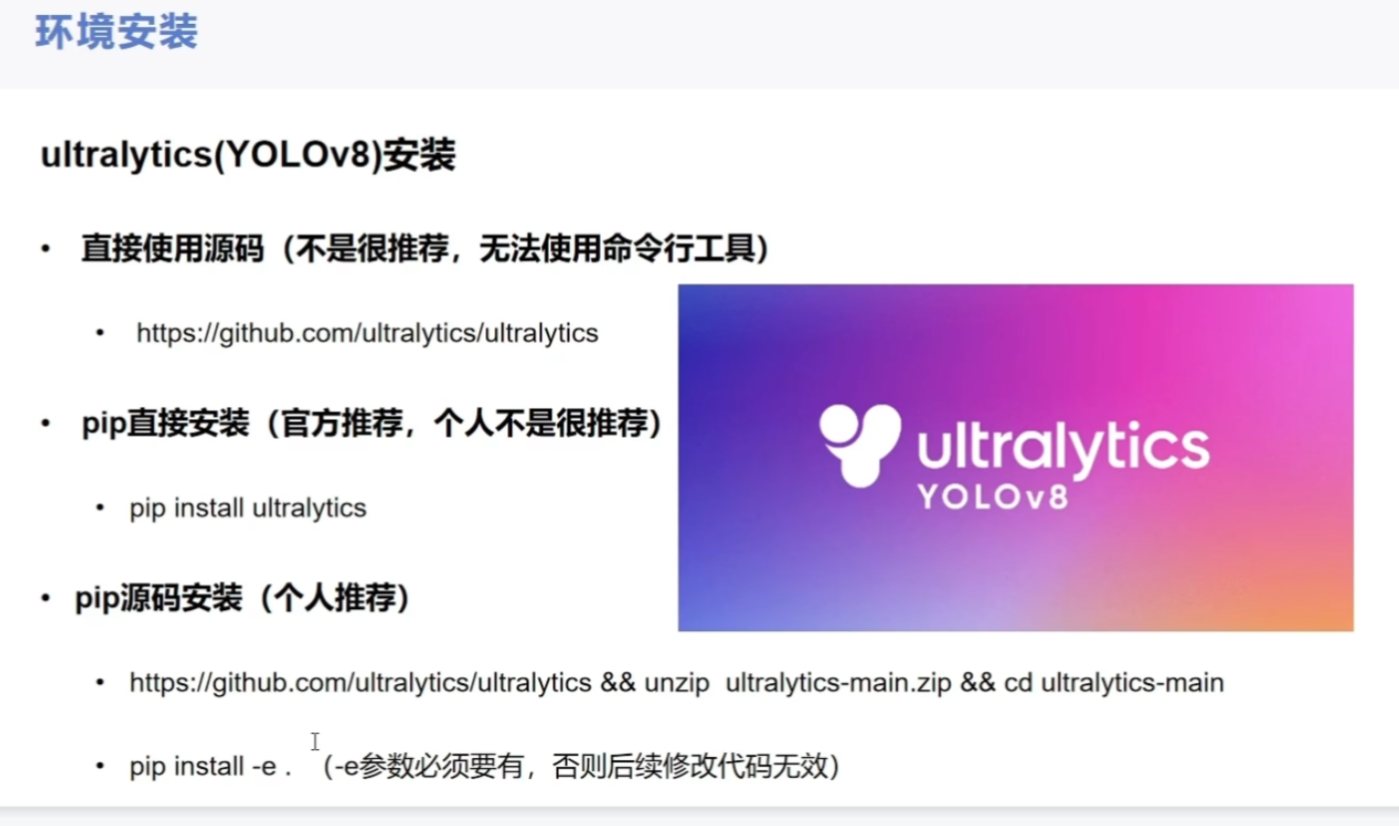 环境安装
ultralytics(YOLOv8)安装
• 直接使用源码（不是很推荐，无法使用命令行工具）
• https://github.com/ultralytics/ultralytics
• pip直接安装（官方推荐，个人不是很推荐）
ultralytics
YOLOv8
• pip install ultralytics
• pip源码安装（个人推荐）
• https://github.com/ultralytics/ultralytics && unzip ultralytics-main.zip && cd ultralytics-main
• pip install -e . （-e参数必须要有，否则后续修改代码无效）